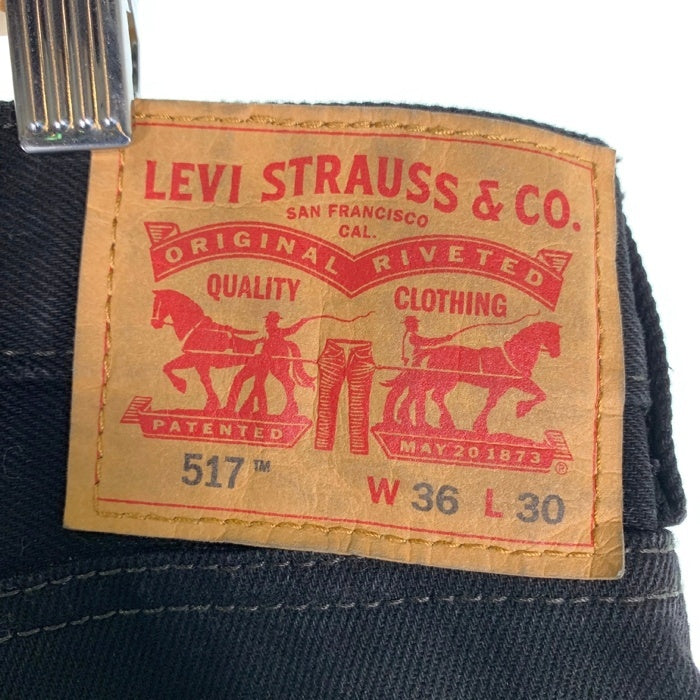 LEVI STRAUSS & CO.
SAN FRANCISCO
CAL.
ORIGINAL RIVETED
QUALITY CLOTHING
PATENTED MAY 20 1873 ®
517™ W 36 L 30